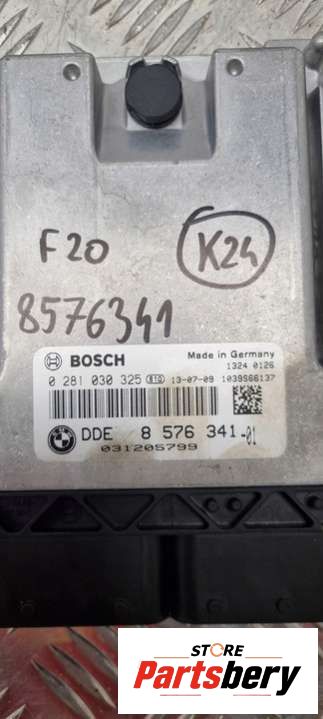 F20
K24
8576341
BOSCH
Made in Germany
1324 0126
0 281 030 325
13-07-09 1039S66137
DDE 8 576 341-01
031205799
STORE
Partsbery